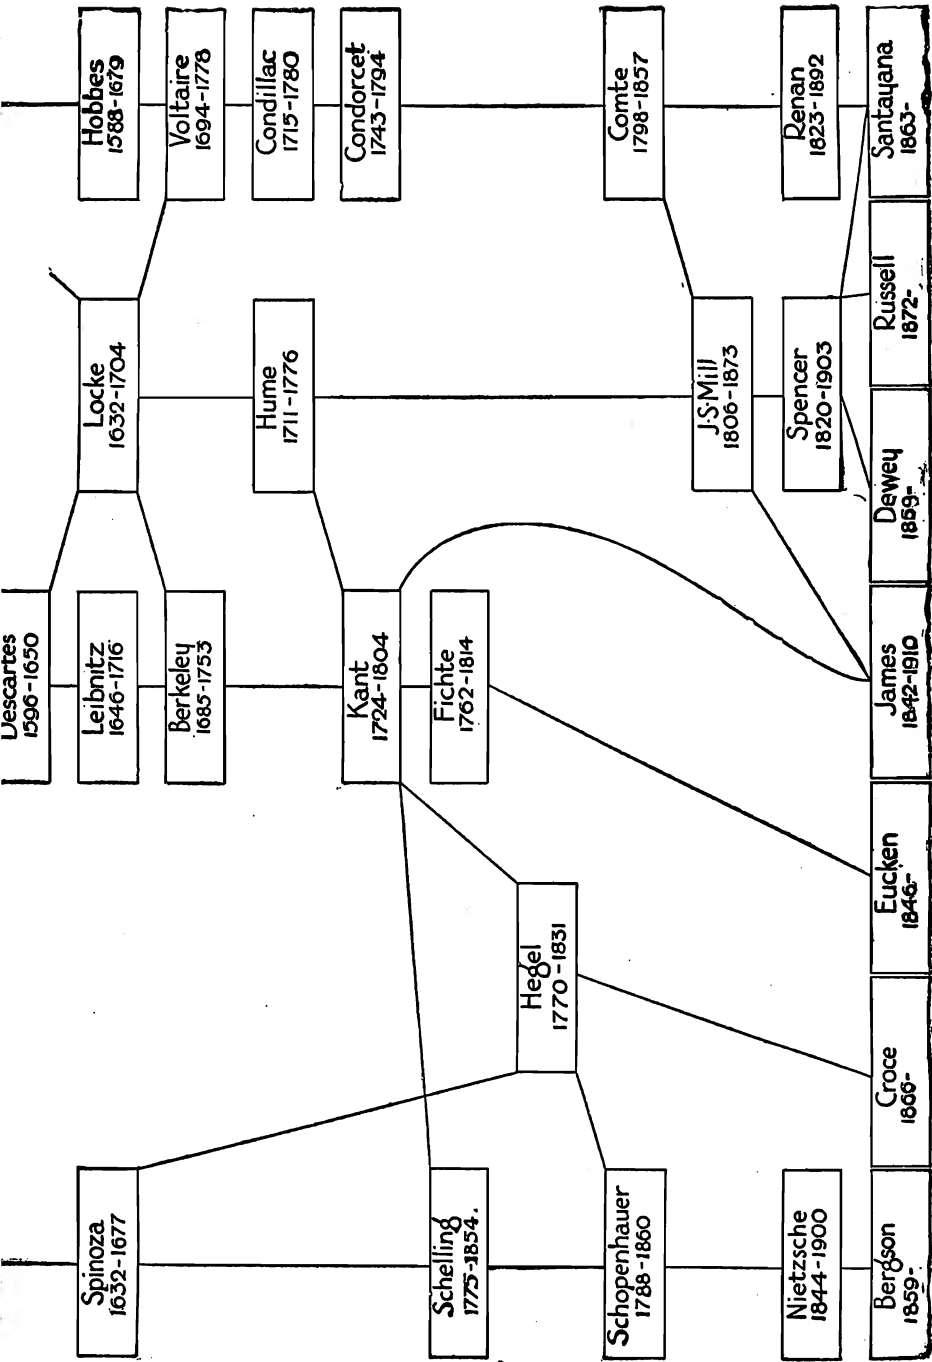 Descartes
1596-1650
Spinoza
1632-1677
Leibnitz
1646-1716
Locke
1632-1704
Hobbes
1588-1679
Berkeley
1685-1753
Voltaire
1694-1778
Hume
1711-1776
Condillac
1715-1780
Kant
1724-1804
Condorcet
1743-1794
Schelling
1775-1854.
Fichte
1762-1814
Hegel
1770-1831
Schopenhauer
1788-1860
Comte
1798-1857
J.S.Mill
1806-1873
Nietzsche
1844-1900
Spencer
1820-1903
Renan
1823-1892
Bergson
1859-
Croce
1866-
Eucken
1846-
James
1842-1910
Dewey
1859-
Russell
1872-
Santayana
1863-